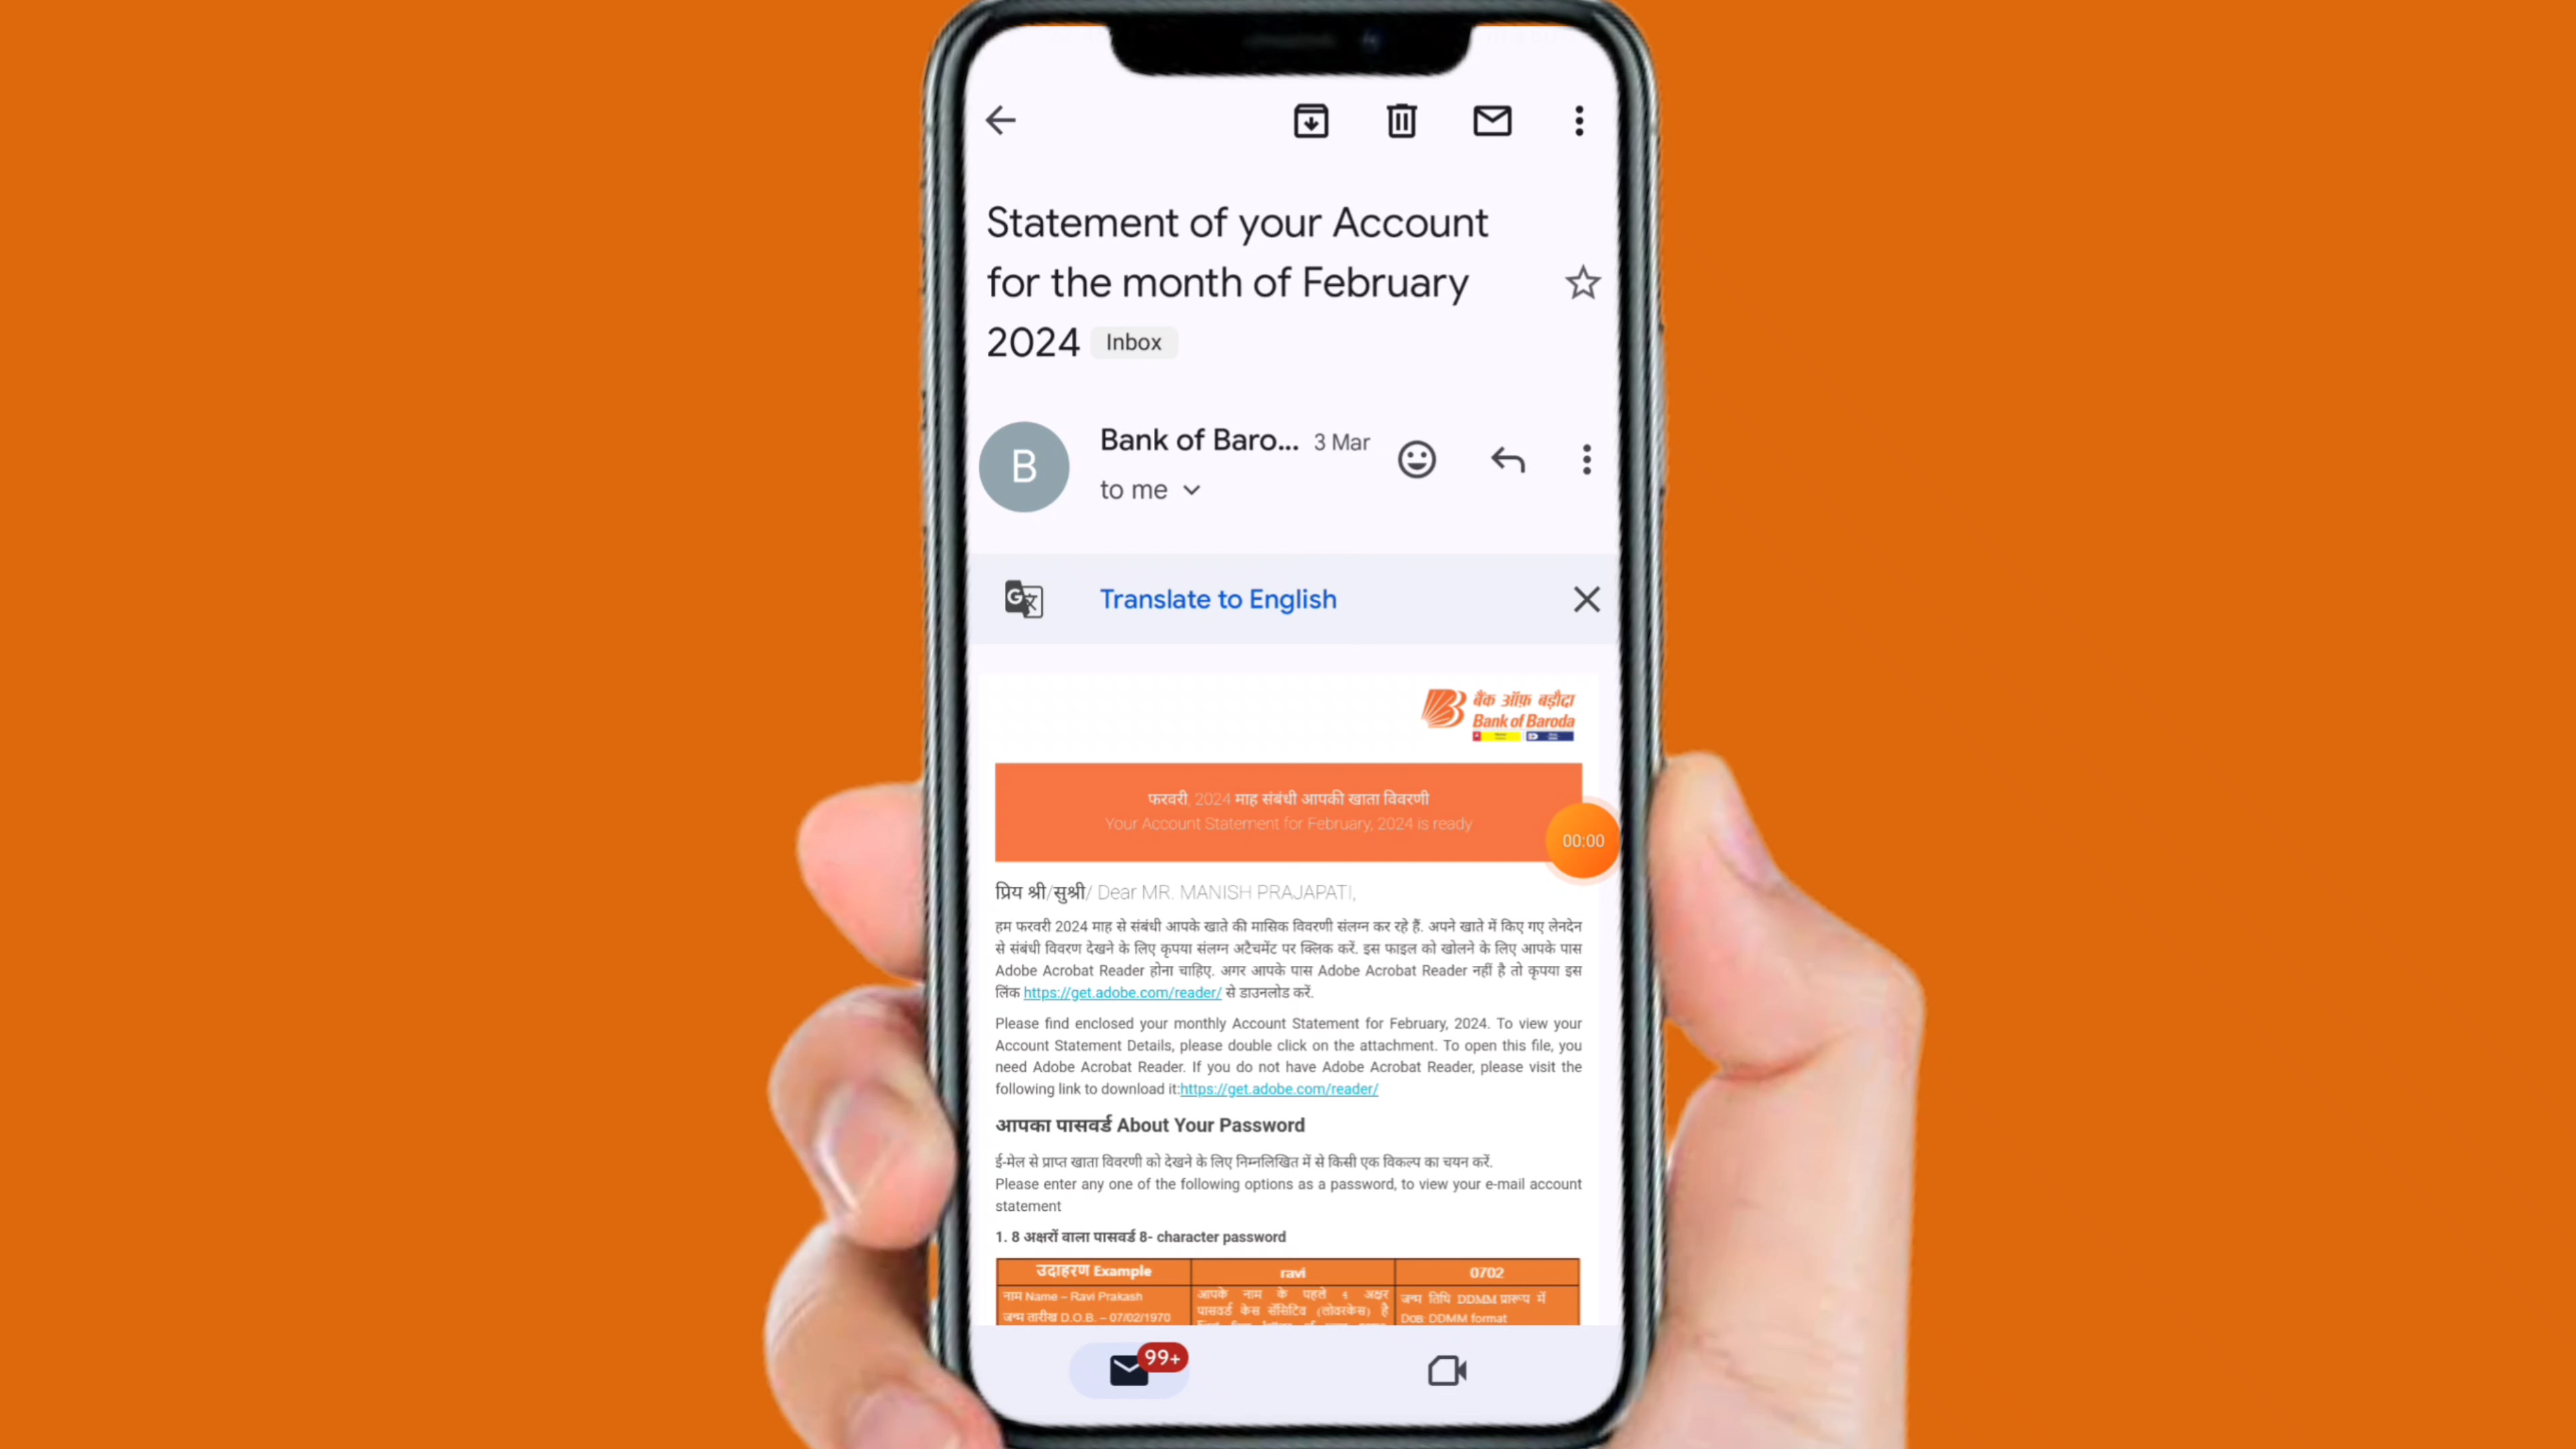 Statement of your Account
for the month of February
2024 Inbox
B
Bank of Baro... 3 Mar
to me
G
Translate to English
बैंक ऑफ़ बड़ौदा
Bank of Baroda
फरवरी, 2024 माह संबंधी आपकी खाता विवरणी
Your Account Statement for February, 2024 is ready
00:00
प्रिय श्री/सुश्री/ Dear MR. MANISH PRAJAPATI,
हम फरवरी 2024 माह से संबंधी आपके खाते की मासिक विवरणी संलग्न कर रहे हैं. अपने खाते में किए गए लेनदेन
से संबंधी विवरण देखने के लिए कृपया संलग्न अटैचमेंट पर क्लिक करें. इस फाइल को खोलने के लिए आपके पास
Adobe Acrobat Reader होना चाहिए. अगर आपके पास Adobe Acrobat Reader नहीं है तो कृपया इस
लिंक https://get.adobe.com/reader/ से डाउनलोड करें.
Please find enclosed your monthly Account Statement for February, 2024. To view your
Account Statement Details, please double click on the attachment. To open this file, you
need Adobe Acrobat Reader. If you do not have Adobe Acrobat Reader, please visit the
following link to download it:https://get.adobe.com/reader/
आपका पासवर्ड About Your Password
ई-मेल से प्राप्त खाता विवरणी को देखने के लिए निम्नलिखित में से किसी एक विकल्प का चयन करें.
Please enter any one of the following options as a password, to view your e-mail account
statement
1. 8 अक्षरों वाला पासवर्ड 8- character password
उदाहरण Example ravi 0702
नाम Name – Ravi Prakash
जन्म तारीख D.O.B. – 07/02/1970
आपके नाम के पहले 4 अक्षर
पासवर्ड केस सेंसिटिव (लोवरकेस) है
जन्म तिथि DDMM प्रारूप में
DOB: DDMM format
99+